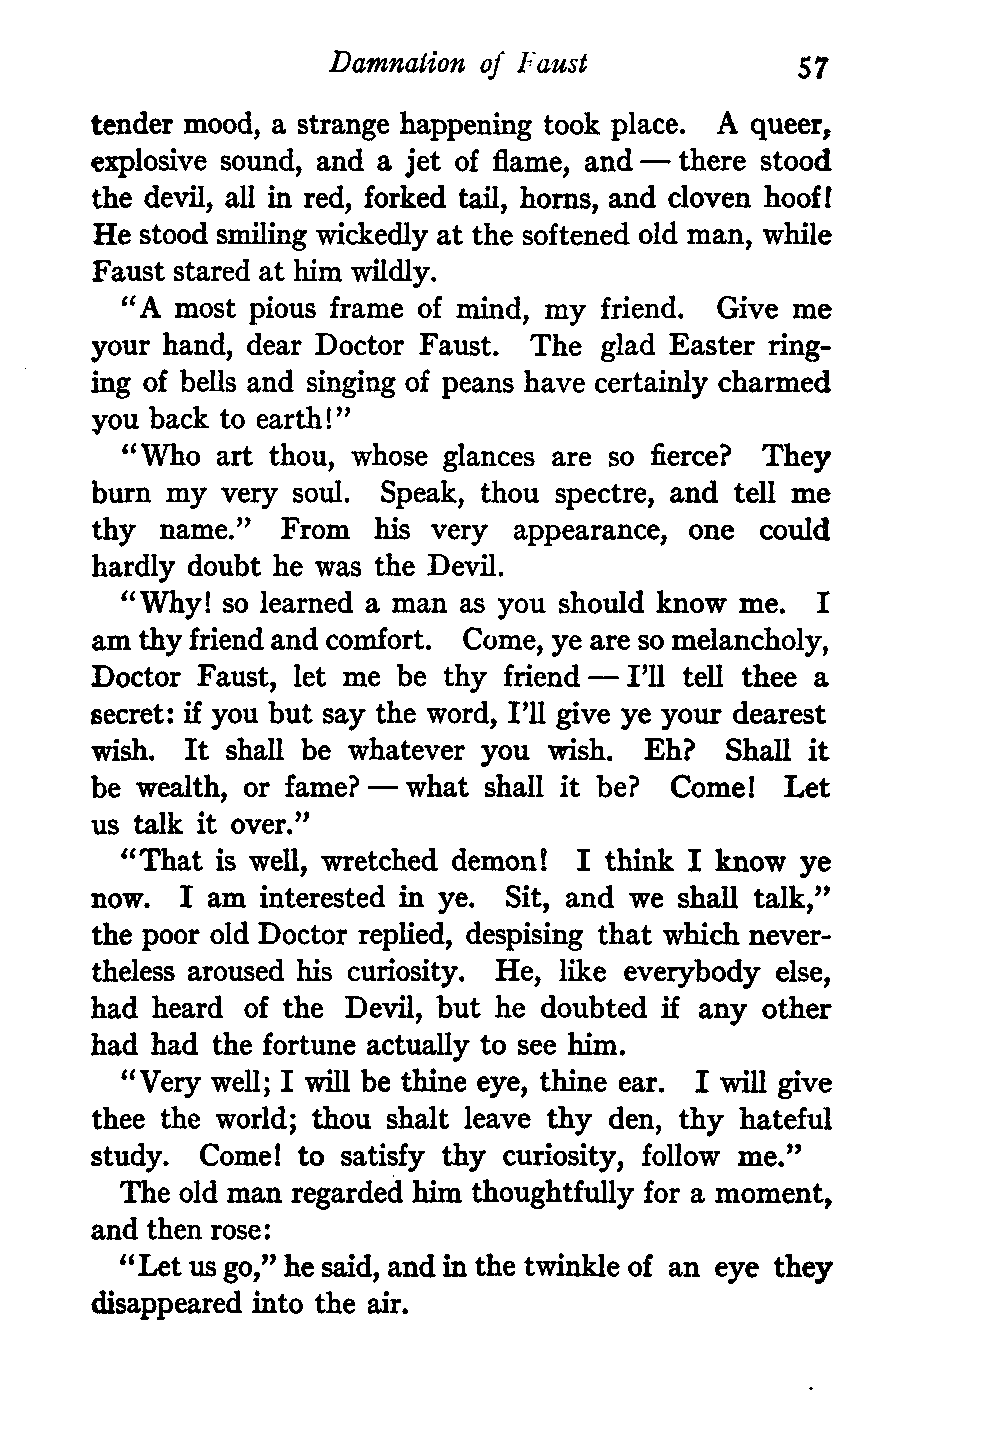 Damnation of Faust 57
tender mood, a strange happening took place. A queer,
explosive sound, and a jet of flame, and — there stood
the devil, all in red, forked tail, horns, and cloven hoof!
He stood smiling wickedly at the softened old man, while
Faust stared at him wildly.
"A most pious frame of mind, my friend. Give me
your hand, dear Doctor Faust. The glad Easter ring-
ing of bells and singing of peans have certainly charmed
you back to earth!"
"Who art thou, whose glances are so fierce? They
burn my very soul. Speak, thou spectre, and tell me
thy name." From his very appearance, one could
hardly doubt he was the Devil.
"Why! so learned a man as you should know me. I
am thy friend and comfort. Come, ye are so melancholy,
Doctor Faust, let me be thy friend — I'll tell thee a
secret: if you but say the word, I'll give ye your dearest
wish. It shall be whatever you wish. Eh? Shall it
be wealth, or fame? — what shall it be? Come! Let
us talk it over."
"That is well, wretched demon! I think I know ye
now. I am interested in ye. Sit, and we shall talk,"
the poor old Doctor replied, despising that which never-
theless aroused his curiosity. He, like everybody else,
had heard of the Devil, but he doubted if any other
had had the fortune actually to see him.
"Very well; I will be thine eye, thine ear. I will give
thee the world; thou shalt leave thy den, thy hateful
study. Come! to satisfy thy curiosity, follow me."
The old man regarded him thoughtfully for a moment,
and then rose:
"Let us go," he said, and in the twinkle of an eye they
disappeared into the air.